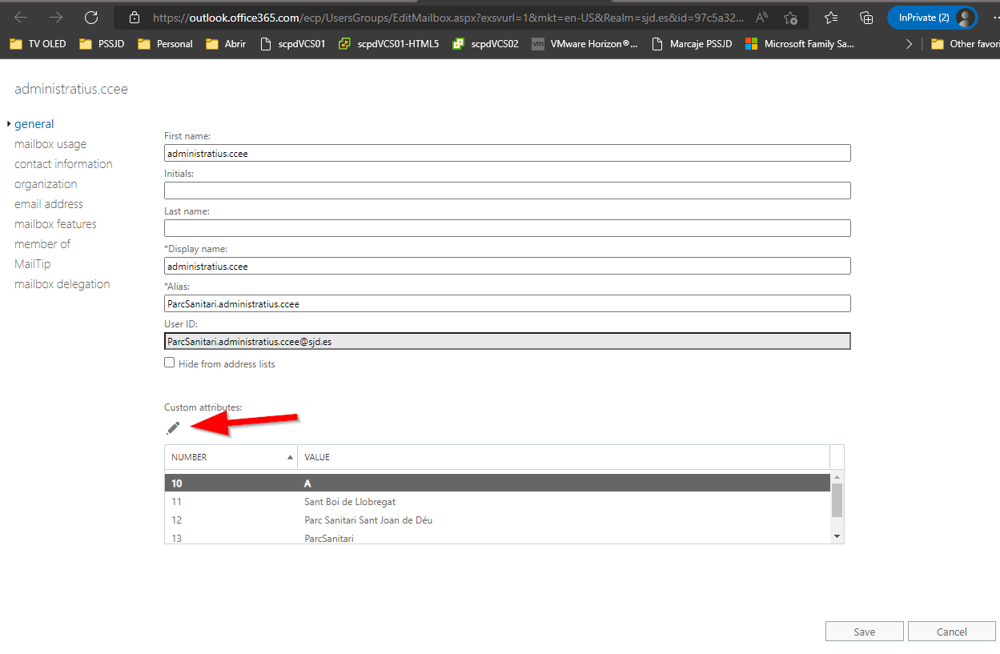 https://outlook.office365.com/ecp/UsersGroups/EditMailbox.aspx?exsvurl=1&mkt=en-US&Realm=sjd.es&id=97c5a32... InPrivate (2)
TV OLED PSSJD Personal Abrir scpdVCS01 scpdVCS01-HTML5 scpdVCS02 vm VMware Horizon®... Marcaje PSSJD Microsoft Family Sa... Other favori
administratius.ccee
general
mailbox usage
contact information
organization
email address
mailbox features
member of
MailTip
mailbox delegation
First name:
administratius.ccee
Initials:
Last name:
*Display name:
administratius.ccee
*Alias:
ParcSanitari.administratius.ccee
User ID:
ParcSanitari.administratius.ccee@sjd.es
Hide from address lists
Custom attributes:
NUMBER VALUE
10 A
11 Sant Boi de Llobregat
12 Parc Sanitari Sant Joan de Déu
13 ParcSanitari
Save Cancel